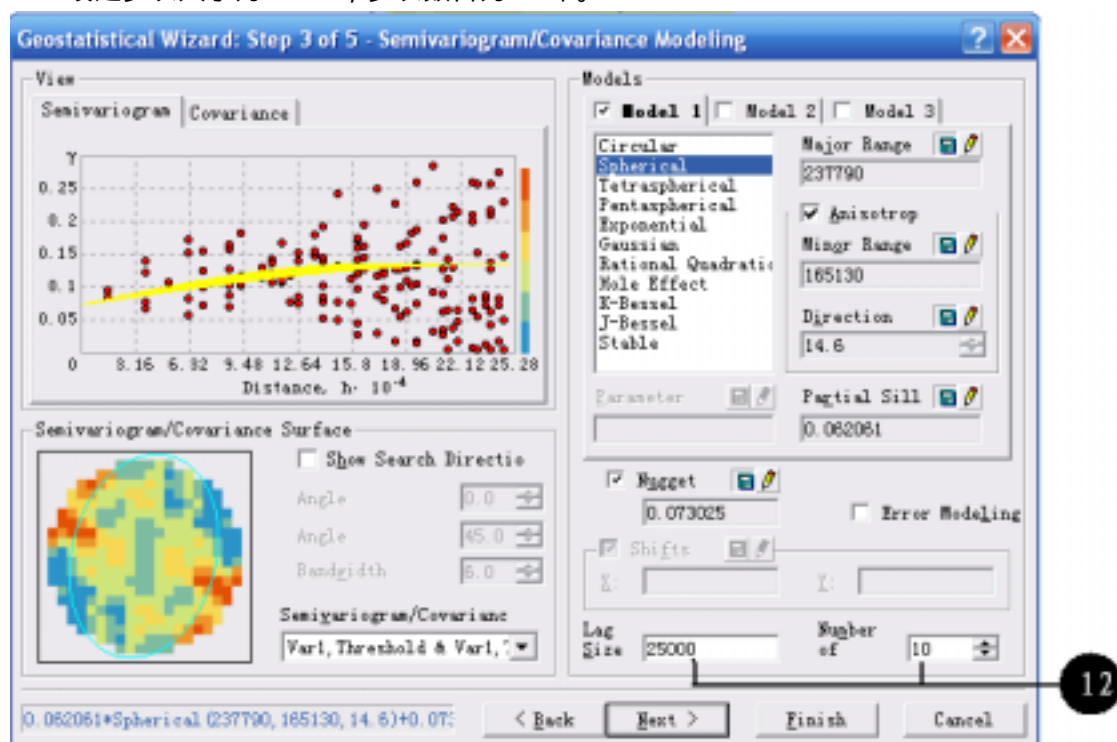 Geostatistical Wizard: Step 3 of 5 - Semivariogram/Covariance Modeling
View
Semivariogram Covariance
γ
0.25
0.2
0.15
0.1
0.05
0 3.16 6.32 9.48 12.64 15.8 18.96 22.12 25.28
Distance, h· 10⁻⁴
Semivariogram/Covariance Surface
Show Search Directio
Angle 0.0
Angle 45.0
Bandwidth 6.0
Semivariogram/Covarianc
Var1, Threshold & Var1, T
Models
Model 1 Model 2 Model 3
Circular
Spherical
Tetraspherical
Pentaspherical
Exponential
Gaussian
Rational Quadratic
Hole Effect
K-Bessel
J-Bessel
Stable
Major Range
237790
Anisotrop
Minor Range
165130
Direction
14.6
Parameter
Partial Sill
0.062061
Nugget
0.073025
Error Modeling
Shifts
X: Y:
Lag Size 25000
Number of 10
12
0.062061*Spherical (237790, 165130, 14.6)+0.07
< Back Next > Finish Cancel